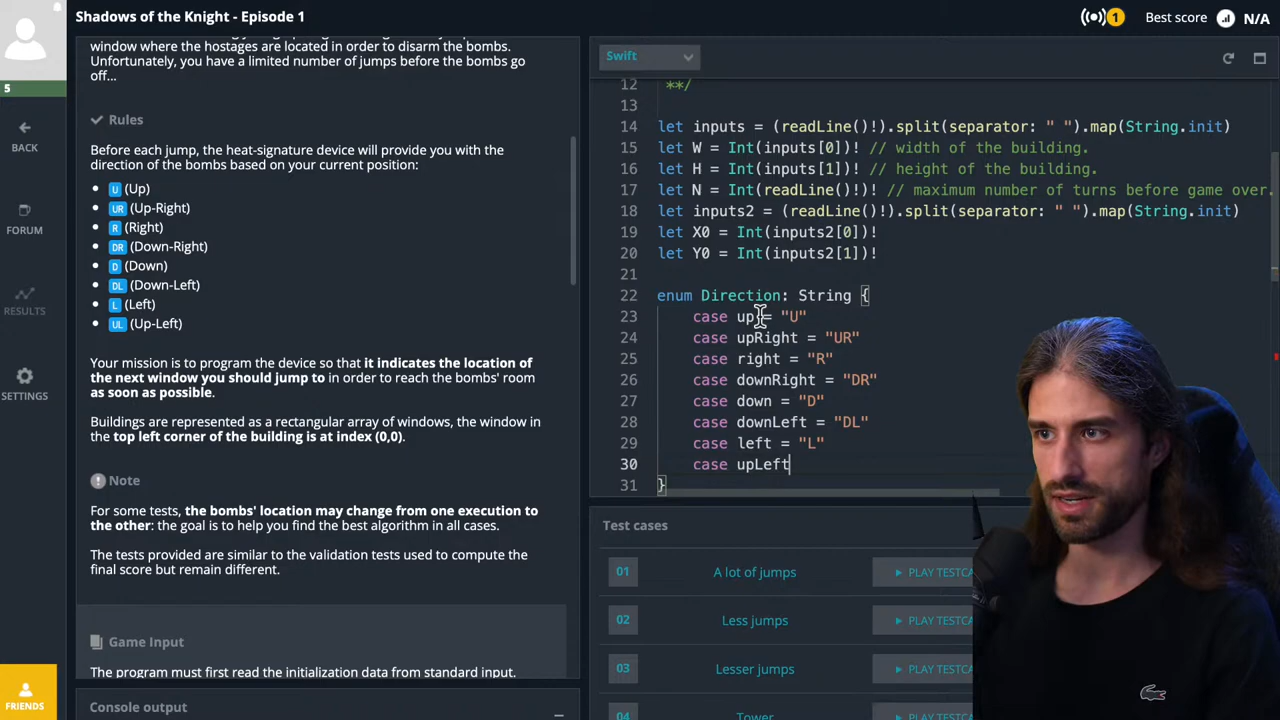 Shadows of the Knight - Episode 1
1
Best score
N/A
5
BACK
FORUM
RESULTS
SETTINGS
FRIENDS
window where the hostages are located in order to disarm the bombs.
Unfortunately, you have a limited number of jumps before the bombs go
off...
Rules
Before each jump, the heat-signature device will provide you with the
direction of the bombs based on your current position:
U (Up)
UR (Up-Right)
R (Right)
DR (Down-Right)
D (Down)
DL (Down-Left)
L (Left)
UL (Up-Left)
Your mission is to program the device so that it indicates the location of
the next window you should jump to in order to reach the bombs' room
as soon as possible.
Buildings are represented as a rectangular array of windows, the window in
the top left corner of the building is at index (0,0).
Note
For some tests, the bombs' location may change from one execution to
the other: the goal is to help you find the best algorithm in all cases.
The tests provided are similar to the validation tests used to compute the
final score but remain different.
Game Input
The program must first read the initialization data from standard input.
Console output
Swift
12 **/
13
14 let inputs = (readLine()!).split(separator: " ").map(String.init)
15 let W = Int(inputs[0])! // width of the building.
16 let H = Int(inputs[1])! // height of the building.
17 let N = Int(readLine()!)! // maximum number of turns before game over.
18 let inputs2 = (readLine()!).split(separator: " ").map(String.init)
19 let X0 = Int(inputs2[0])!
20 let Y0 = Int(inputs2[1])!
21
22 enum Direction: String {
23 case up = "U"
24 case upRight = "UR"
25 case right = "R"
26 case downRight = "DR"
27 case down = "D"
28 case downLeft = "DL"
29 case left = "L"
30 case upLeft
31 }
Test cases
01 A lot of jumps PLAY TESTCA
02 Less jumps PLAY TESTCA
03 Lesser jumps PLAY TESTCA
04 Tower PLAY TESTCA